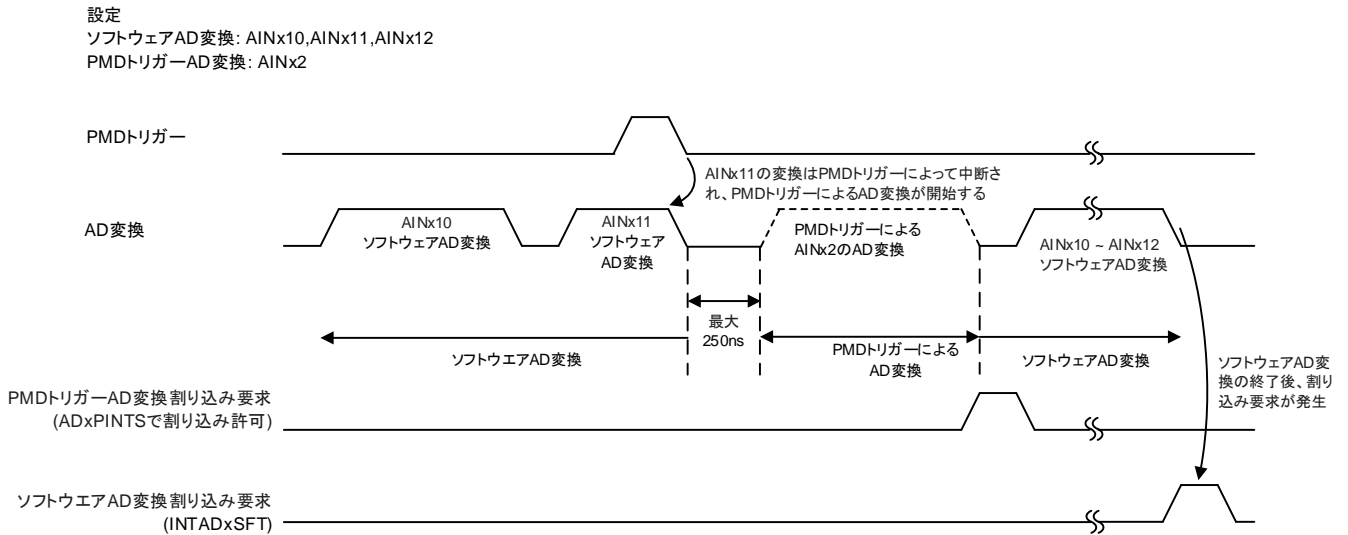 設定
ソフトウェアAD変換: AINx10,AINx11,AINx12
PMDトリガーAD変換: AINx2
PMDトリガー
AINx11の変換はPMDトリガーによって中断さ
れ、PMDトリガーによるAD変換が開始する
AD変換
AINx10
ソフトウェアAD変換
AINx11
ソフトウェア
AD変換
PMDトリガーによる
AINx2のAD変換
AINx10 ~ AINx12
ソフトウェアAD変換
最大
250ns
ソフトウエアAD変換
PMDトリガーによる
AD変換
ソフトウェアAD変換
ソフトウェアAD変
換の終了後、割り
込み要求が発生
PMDトリガーAD変換割り込み要求
(ADxPINTSで割り込み許可)
ソフトウエアAD変換割り込み要求
(INTADxSFT)